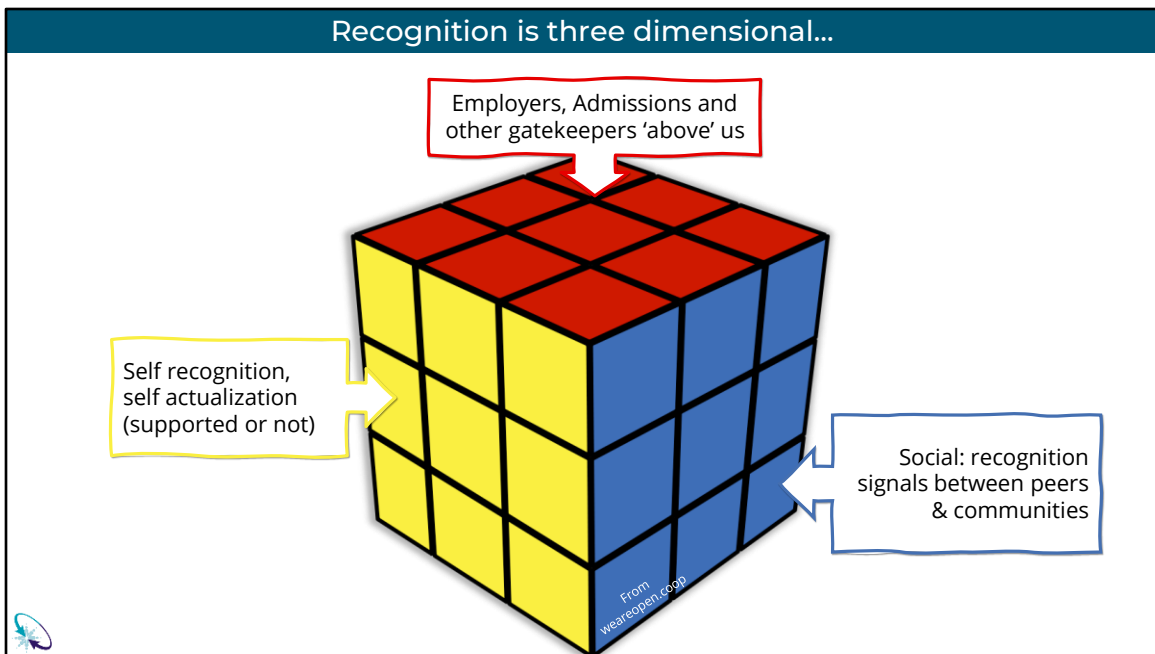 Recognition is three dimensional...
Employers, Admissions and
other gatekeepers ‘above’ us
Self recognition,
self actualization
(supported or not)
Social: recognition
signals between peers
& communities
From
weareopen.coop